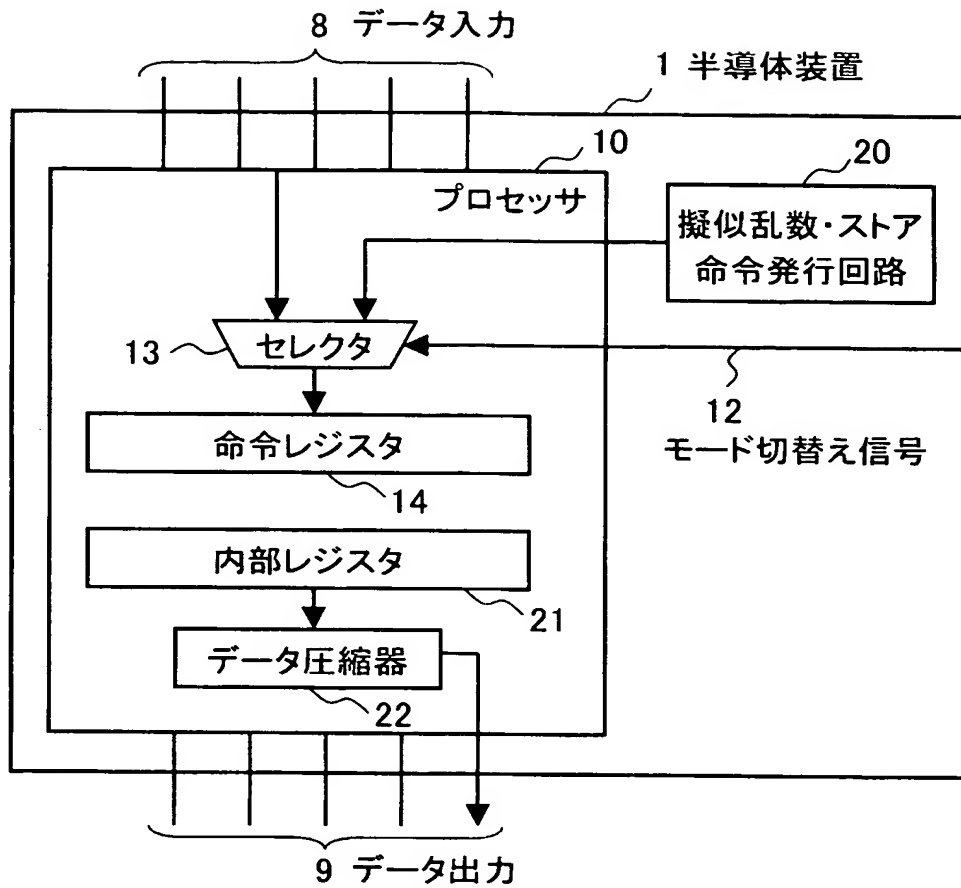 8 データ入力
1 半導体装置
10
20
プロセッサ
擬似乱数・ストア
命令発行回路
13
セレクタ
12
モード切替え信号
命令レジスタ
14
内部レジスタ
21
データ圧縮器
22
9 データ出力